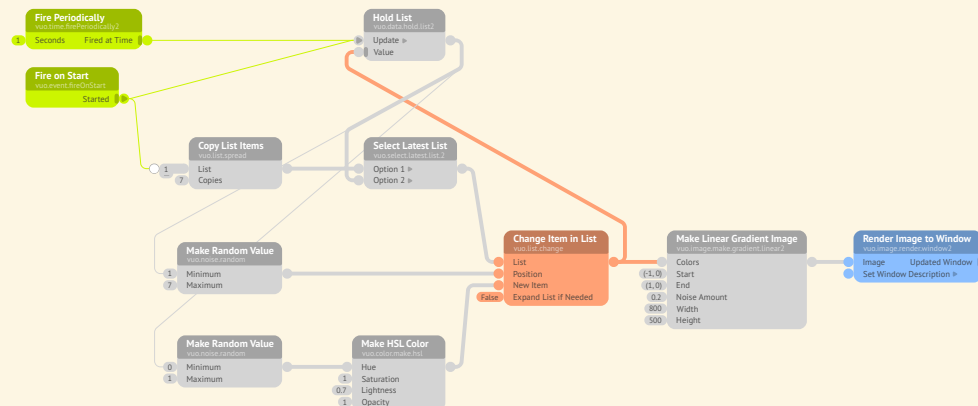 Fire Periodically
vuo.time.firePeriodically2
1 Seconds Fired at Time
Fire on Start
vuo.event.fireOnStart
Started
Hold List
vuo.data.hold.list2
Update
Value
Copy List Items
vuo.list.spread
1 List
7 Copies
Select Latest List
vuo.select.latest.list.2
Option 1
Option 2
Make Random Value
vuo.noise.random
1 Minimum
7 Maximum
Change Item in List
vuo.list.change
List
Position
New Item
False Expand List if Needed
Make Linear Gradient Image
vuo.image.make.gradient.linear2
Colors
(-1, 0) Start
(1, 0) End
0.2 Noise Amount
800 Width
500 Height
Render Image to Window
vuo.image.render.window2
Image Updated Window
Set Window Description
Make Random Value
vuo.noise.random
0 Minimum
1 Maximum
Make HSL Color
vuo.color.make.hsl
Hue
1 Saturation
0.7 Lightness
1 Opacity